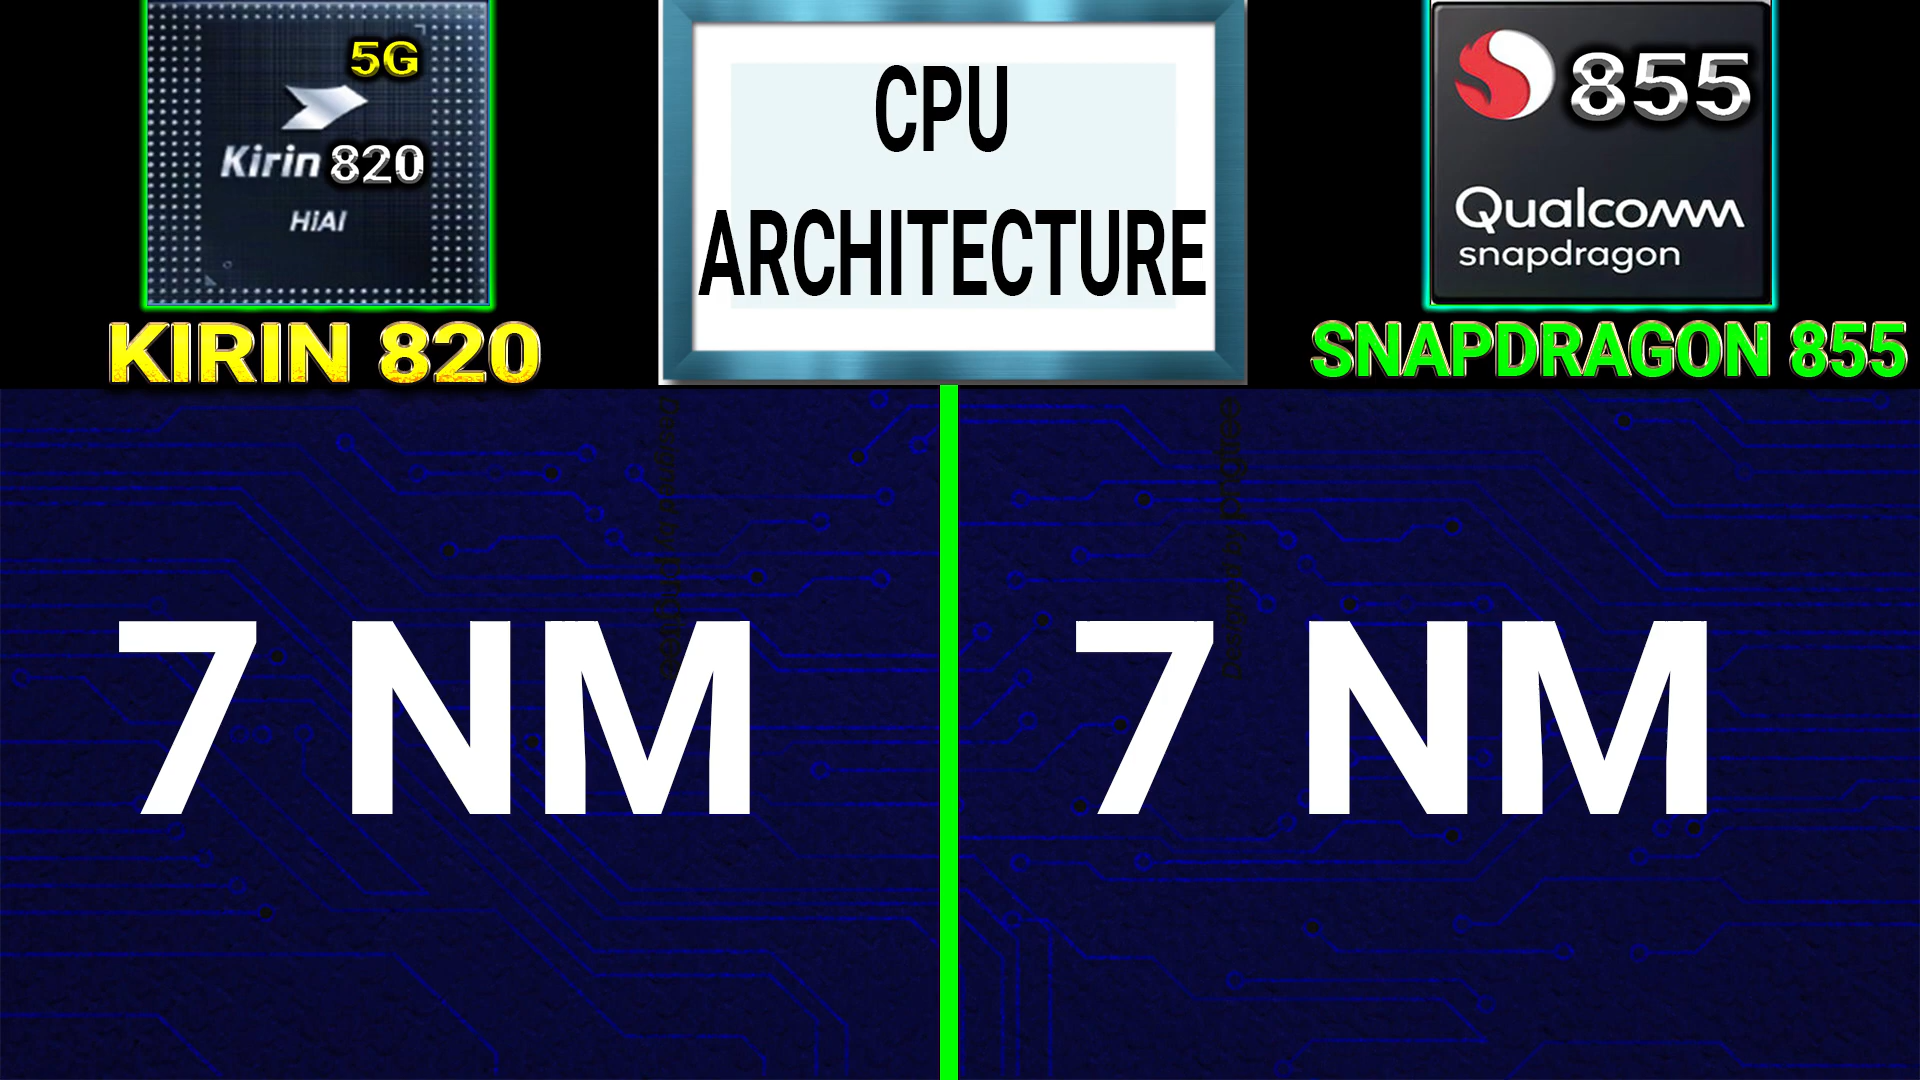 5G
Kirin 820
HiAI
KIRIN 820
CPU
ARCHITECTURE
855
Qualcomm
snapdragon
SNAPDRAGON 855
7 NM
7 NM